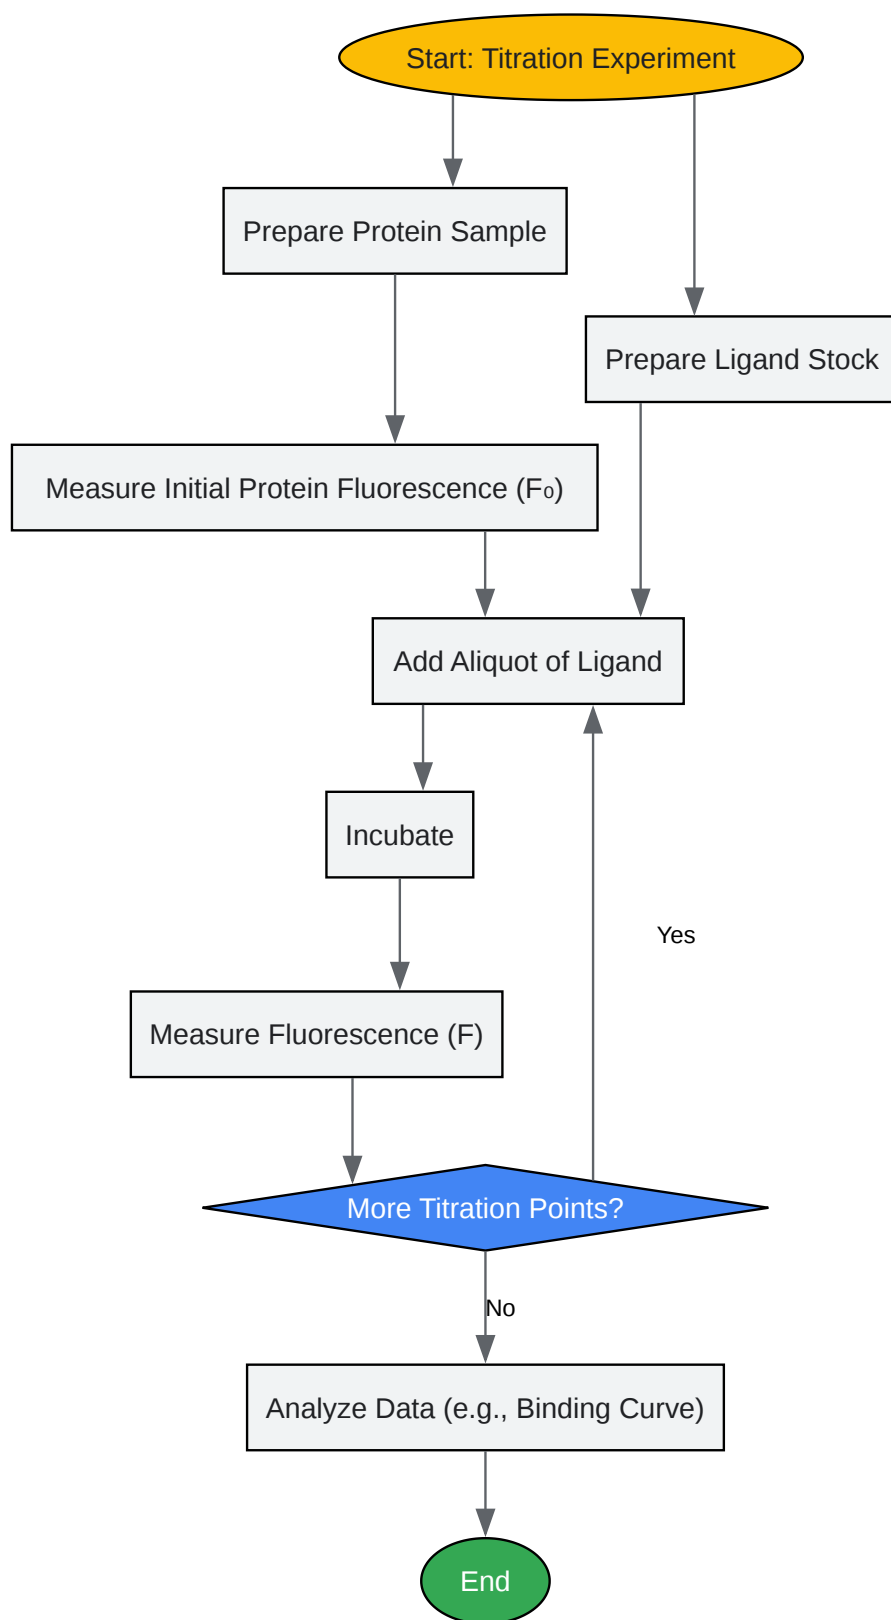 Start: Titration Experiment
Prepare Protein Sample
Prepare Ligand Stock
Measure Initial Protein Fluorescence (F₀)
Add Aliquot of Ligand
Incubate
Yes
Measure Fluorescence (F)
More Titration Points?
No
Analyze Data (e.g., Binding Curve)
End